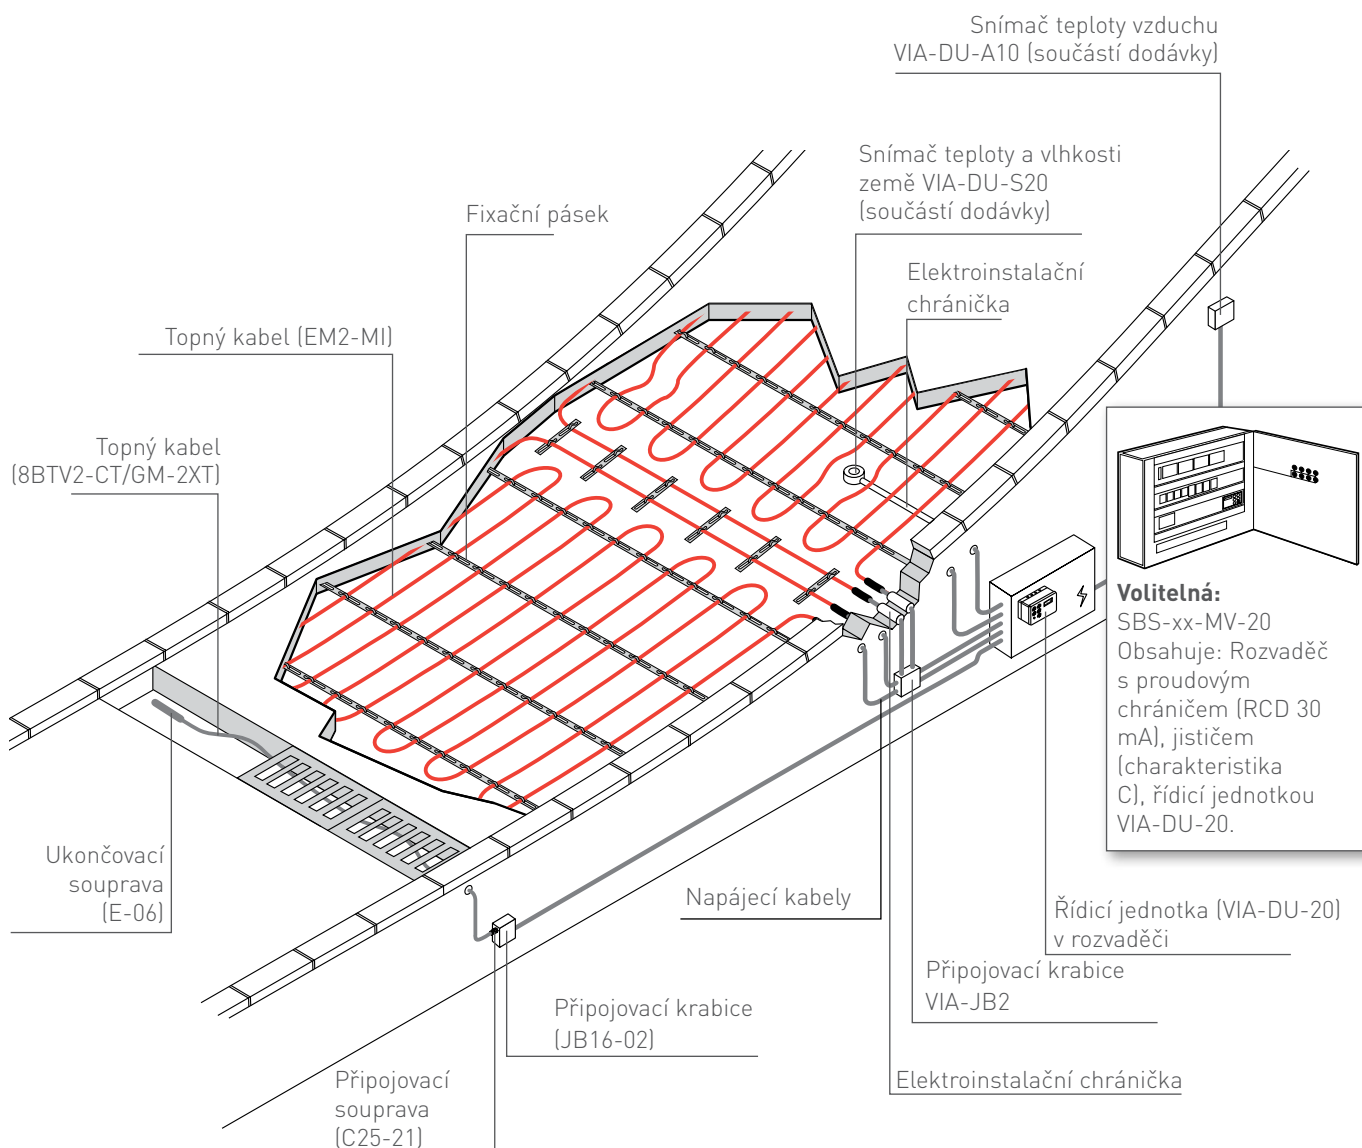 Snímač teploty vzduchu
VIA-DU-A10 (součástí dodávky)
Snímač teploty a vlhkosti
země VIA-DU-S20
(součástí dodávky)
Fixační pásek
Elektroinstalační
chránička
Topný kabel (EM2-MI)
Topný kabel
(8BTV2-CT/GM-2XT)
Volitelná:
SBS-xx-MV-20
Obsahuje: Rozvaděč
s proudovým
chráničem (RCD 30
mA), jističem
(charakteristika
C), řídicí jednotkou
VIA-DU-20.
Ukončovací
souprava
(E-06)
Napájecí kabely
Řídicí jednotka (VIA-DU-20)
v rozvaděči
Připojovací krabice
VIA-JB2
Připojovací krabice
(JB16-02)
Elektroinstalační chránička
Připojovací
souprava
(C25-21)